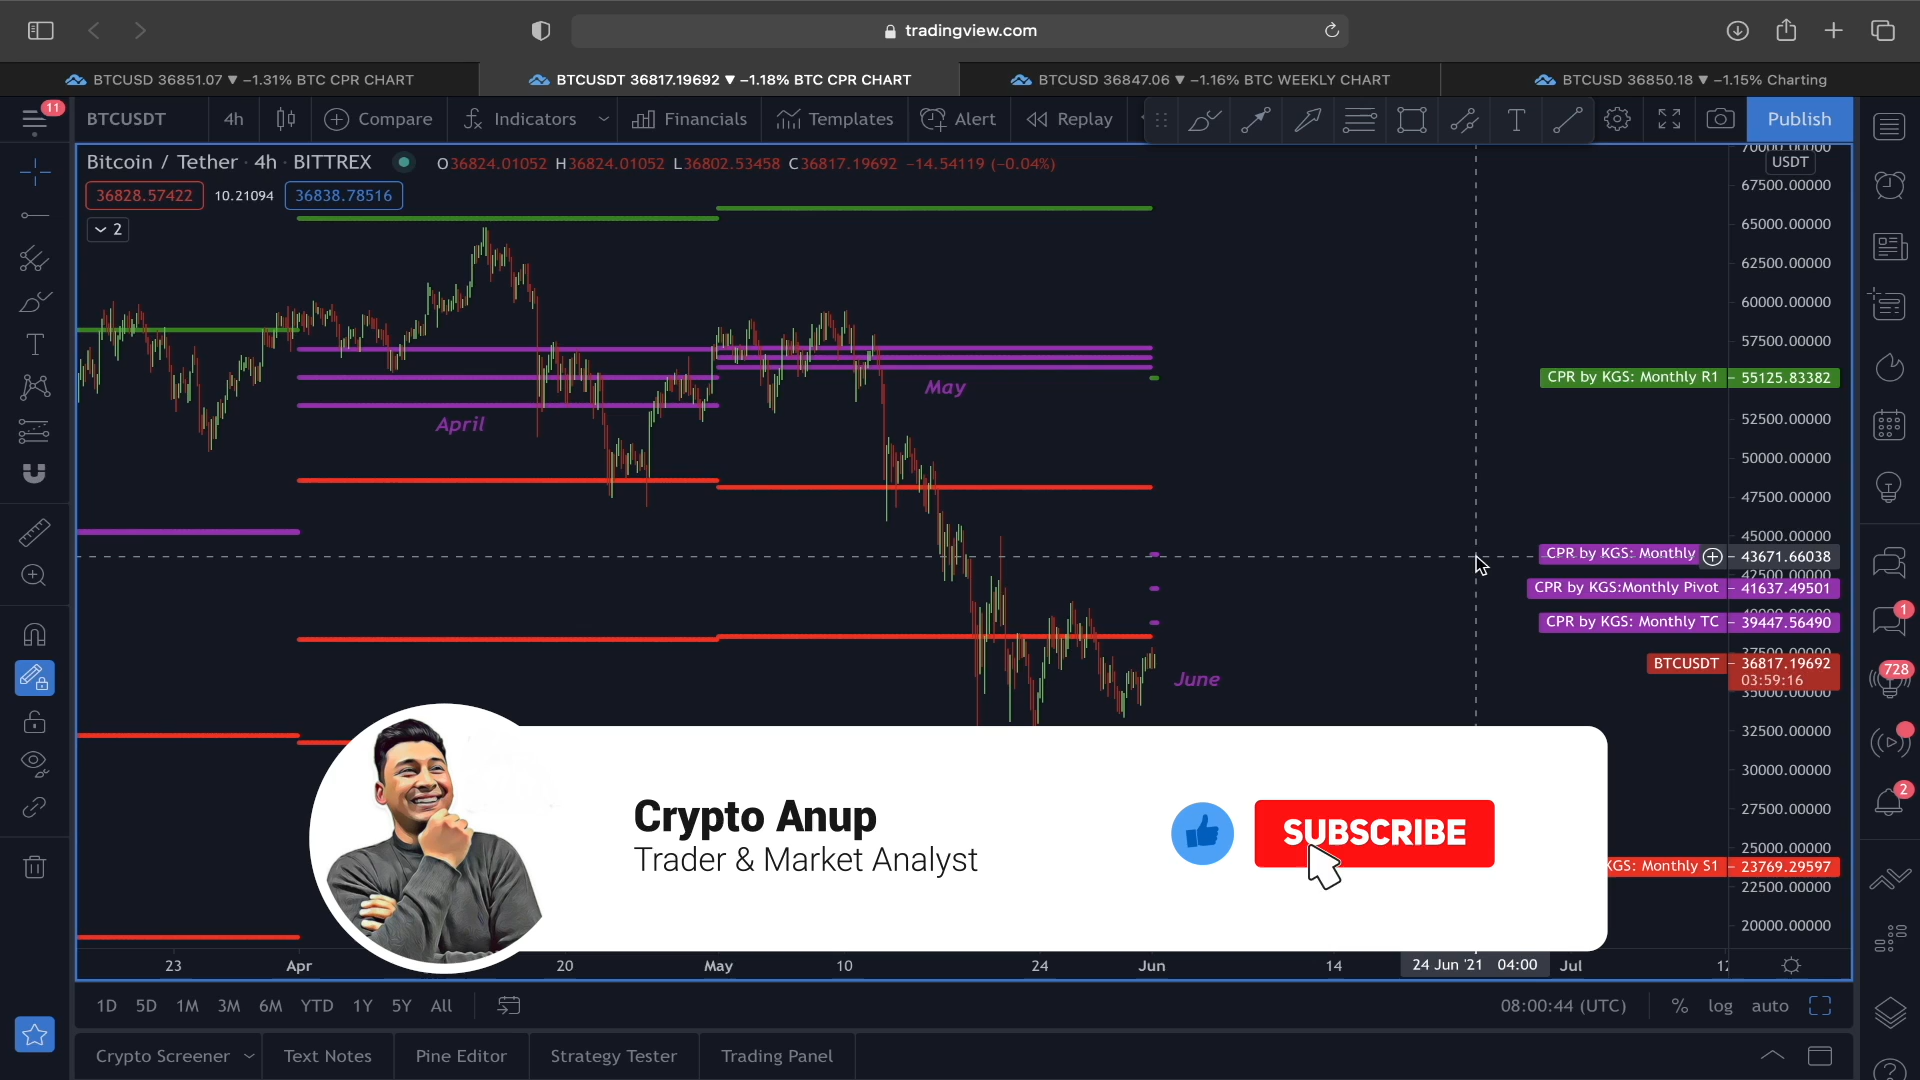 tradingview.com
BTCUSD 36851.07 ▼ −1.31% BTC CPR CHART
BTCUSDT 36817.19692 ▼ −1.18% BTC CPR CHART
BTCUSD 36847.06 ▼ −1.16% BTC WEEKLY CHART
BTCUSD 36850.18 ▼ −1.15% Charting
11
BTCUSDT 4h Compare Indicators Financials Templates Alert Replay Publish
Bitcoin / Tether · 4h · BITTREX O36824.01052 H36824.01052 L36802.53458 C36817.19692 −14.54119 (−0.04%)
36828.57422 10.21094 36838.78516
2
USDT
67500.00000
65000.00000
62500.00000
60000.00000
57500.00000
CPR by KGS: Monthly R1 55125.83382
52500.00000
50000.00000
47500.00000
45000.00000
CPR by KGS: Monthly 43671.66038
42500.00000
CPR by KGS:Monthly Pivot 41637.49501
CPR by KGS: Monthly TC 39447.56490
BTCUSDT 36817.19692
03:59:16
35000.00000
32500.00000
30000.00000
27500.00000
25000.00000
KGS: Monthly S1 23769.29597
22500.00000
20000.00000
April
May
June
1
728
2
Crypto Anup
Trader & Market Analyst
SUBSCRIBE
23 Apr 20 May 10 24 Jun 14 24 Jun '21 04:00 Jul
1D 5D 1M 3M 6M YTD 1Y 5Y All
08:00:44 (UTC) % log auto
Crypto Screener Text Notes Pine Editor Strategy Tester Trading Panel